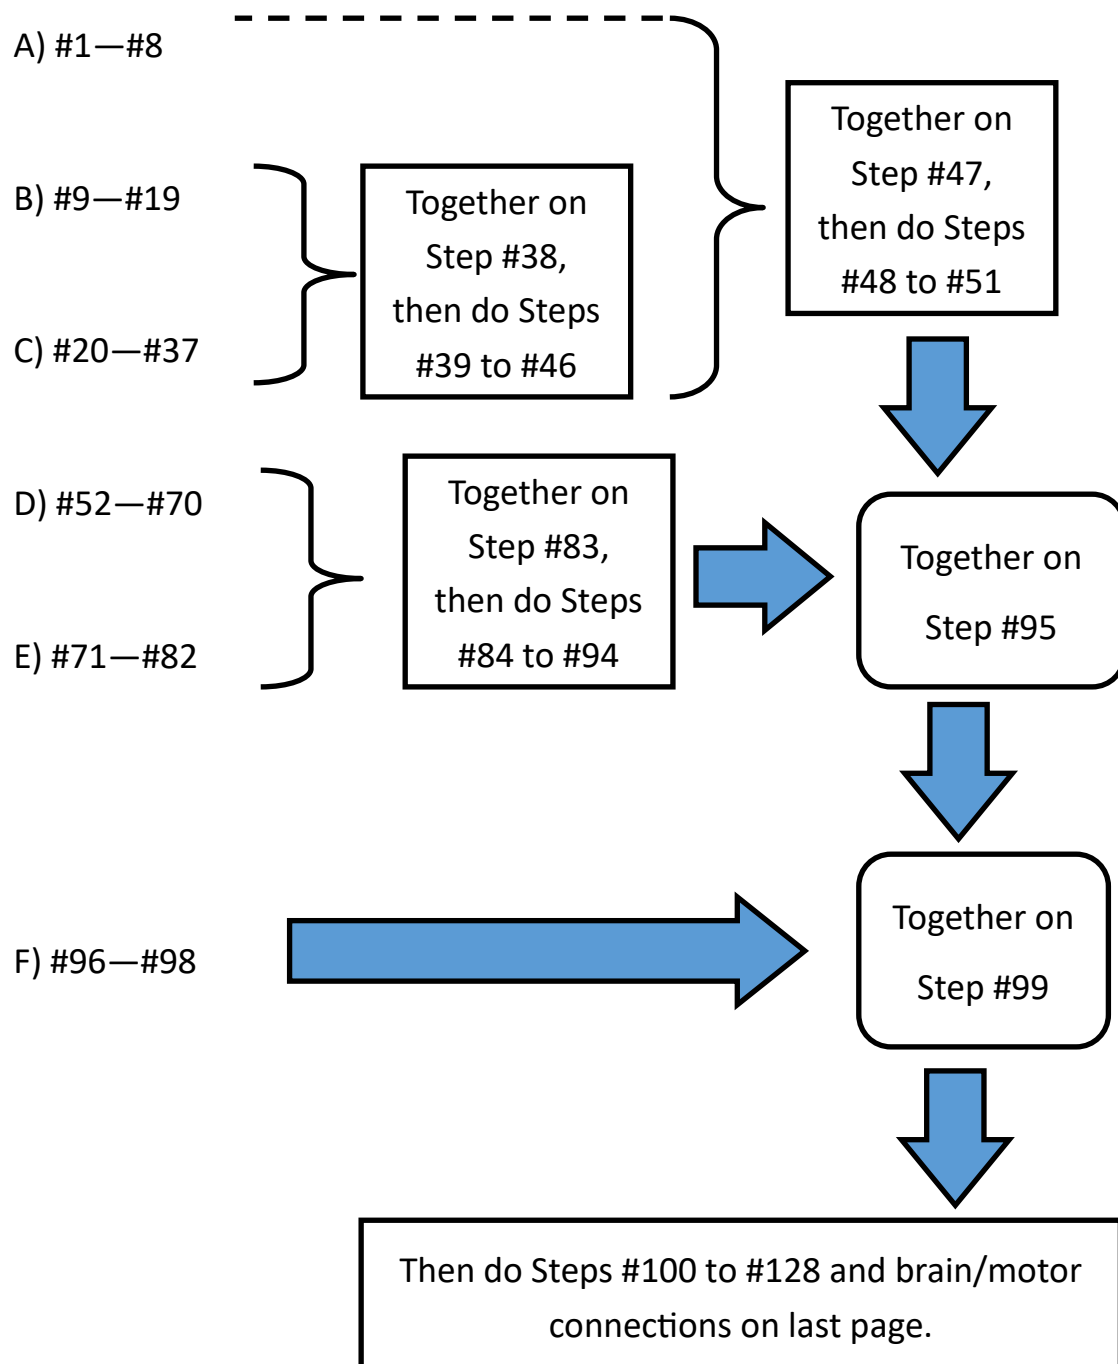 A) #1—#8
Together on
Step #47,
then do Steps
#48 to #51
B) #9—#19
Together on
Step #38,
then do Steps
#39 to #46
C) #20—#37
D) #52—#70
Together on
Step #83,
then do Steps
#84 to #94
Together on
Step #95
E) #71—#82
F) #96—#98
Together on
Step #99
Then do Steps #100 to #128 and brain/motor
connections on last page.